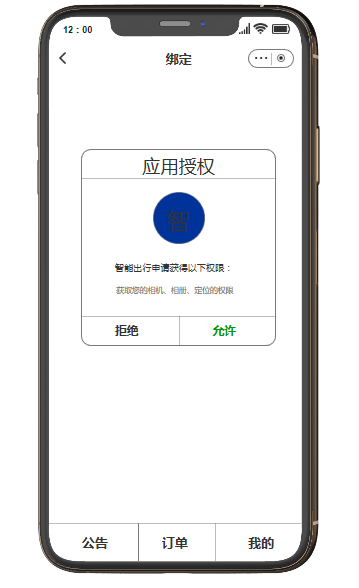 12：00
绑定
应用授权
智
智能出行申请获得以下权限：
获取您的相机、相册、定位的权限
拒绝
允许
公告
订单
我的